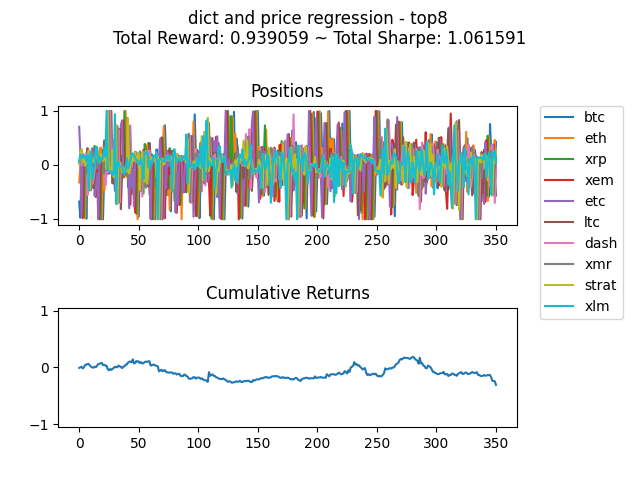 dict and price regression - top8
Total Reward: 0.939059 ~ Total Sharpe: 1.061591
Positions
1
0
−1
0 50 100 150 200 250 300 350
btc
eth
xrp
xem
etc
ltc
dash
xmr
strat
xlm
Cumulative Returns
1
0
−1
0 50 100 150 200 250 300 350